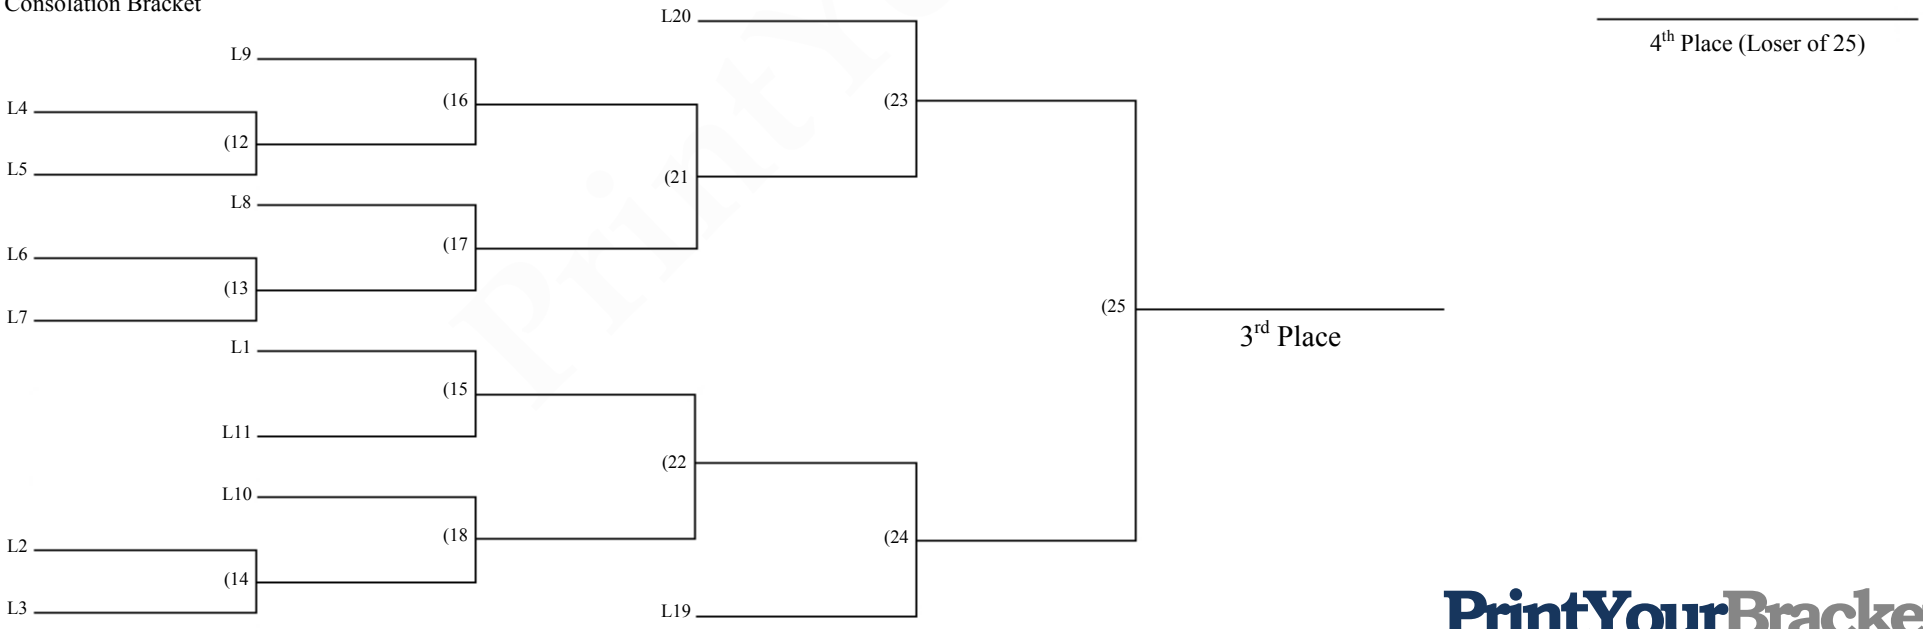 Consolation Bracket
L20
4th Place (Loser of 25)
L9
(16
(23
L4
(12
L5
(21
L8
(17
L6
(13
L7
(25
3rd Place
L1
(15
L11
(22
L10
(18
(24
L2
(14
L3
L19
PrintYourBracke
PrintY